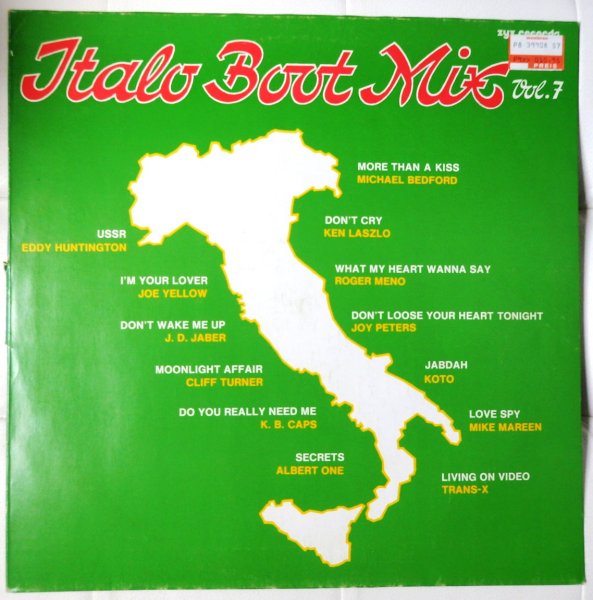 zyx records
Italo Boot Mix
Vol. 7
PREIS
MORE THAN A KISS
MICHAEL BEDFORD
DON'T CRY
KEN LASZLO
USSR
EDDY HUNTINGTON
WHAT MY HEART WANNA SAY
ROGER MENO
I'M YOUR LOVER
JOE YELLOW
DON'T LOOSE YOUR HEART TONIGHT
JOY PETERS
DON'T WAKE ME UP
J. D. JABER
JABDAH
KOTO
MOONLIGHT AFFAIR
CLIFF TURNER
LOVE SPY
MIKE MAREEN
DO YOU REALLY NEED ME
K. B. CAPS
SECRETS
ALBERT ONE
LIVING ON VIDEO
TRANS-X